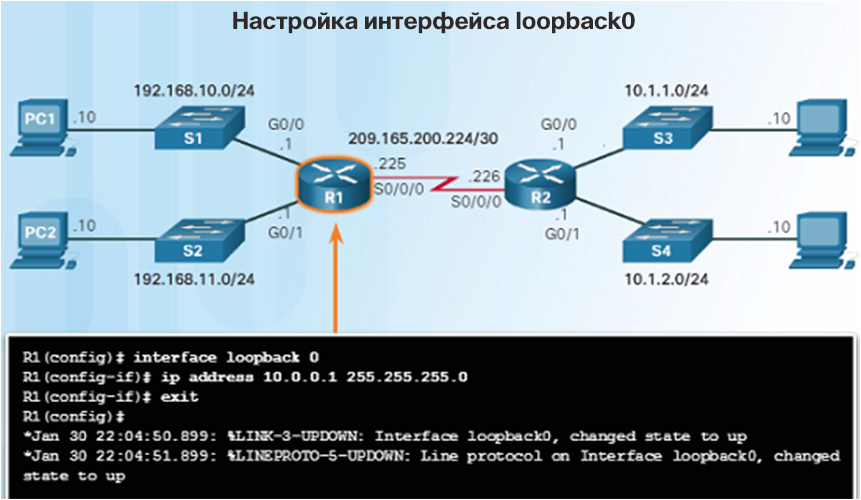 Настройка интерфейса loopback0
192.168.10.0/24
10.1.1.0/24
PC1
.10
S1
G0/0
.1
209.165.200.224/30
G0/0
.1
S3
.10
.225
.226
R1
S0/0/0
S0/0/0
R2
PC2
.10
S2
.1
G0/1
.1
G0/1
S4
.10
192.168.11.0/24
10.1.2.0/24
R1(config)# interface loopback 0
R1(config-if)# ip address 10.0.0.1 255.255.255.0
R1(config-if)# exit
R1(config)#
*Jan 30 22:04:50.899: %LINK-3-UPDOWN: Interface loopback0, changed state to up
*Jan 30 22:04:51.899: %LINEPROTO-5-UPDOWN: Line protocol on Interface loopback0, changed
state to up